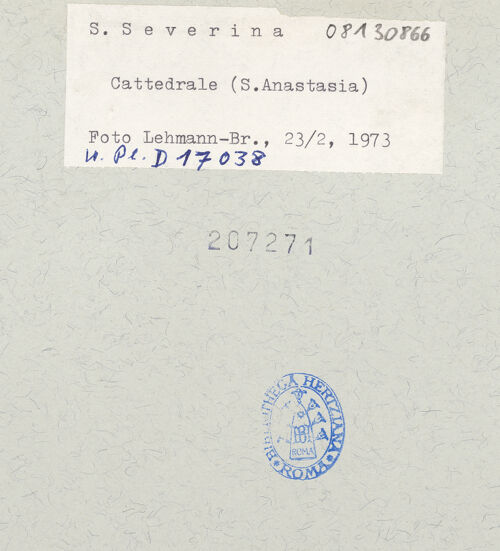 S. Severina 08130866
Cattedrale (S.Anastasia)
Foto Lehmann-Br., 23/2, 1973
n. Pl. D 17038
207271
BIBLIOTHECA HERTZIANA
ROMA
* ROMA *